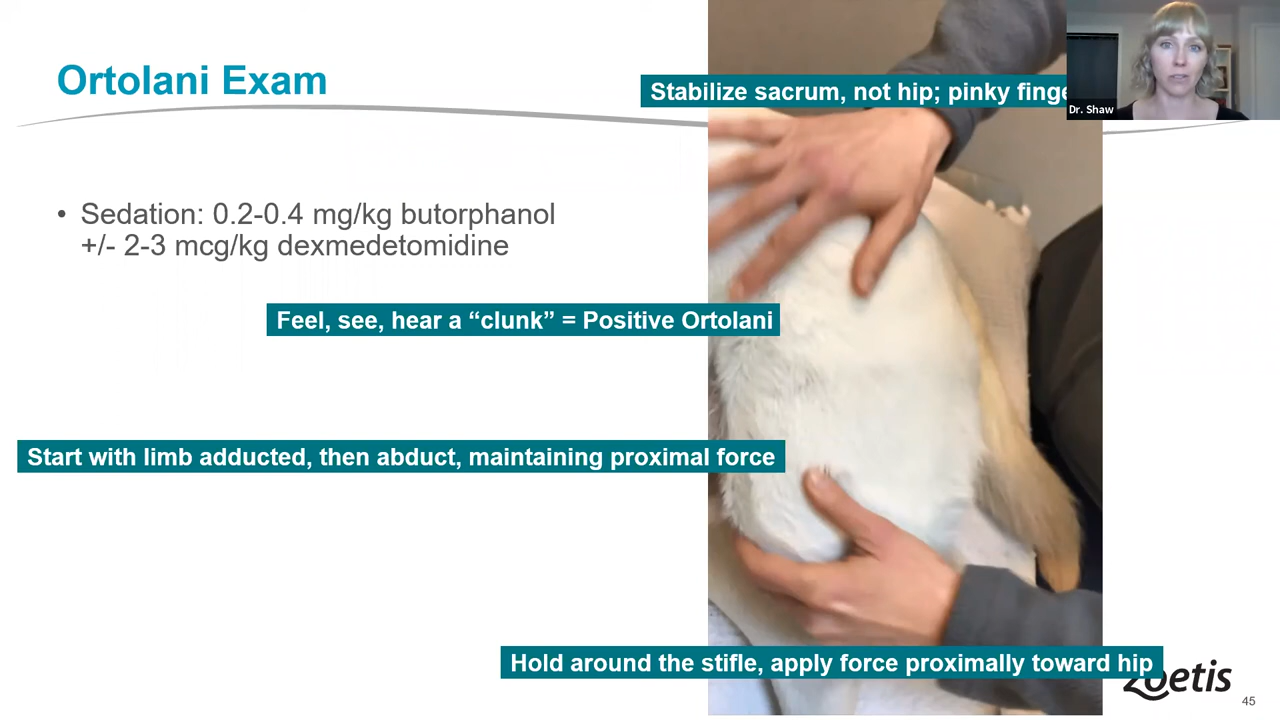 Ortolani Exam
Stabilize sacrum, not hip; pinky
Dr. Shaw
• Sedation: 0.2-0.4 mg/kg butorphanol
+/- 2-3 mcg/kg dexmedetomidine
Feel, see, hear a “clunk” = Positive Ortolani
Start with limb adducted, then abduct, maintaining proximal force
Hold around the stifle, apply force proximally toward hip
zoetis
45